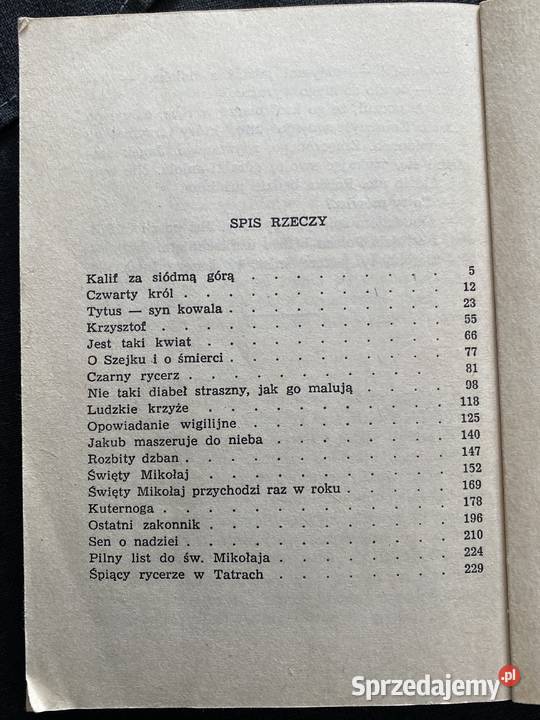 SPIS RZECZY
Kalif za siódmą górą . . . . . . . . . 5
Czwarty król . . . . . . . . . . . 12
Tytus — syn kowala . . . . . . . . . 23
Krzysztof . . . . . . . . . . . . 55
Jest taki kwiat . . . . . . . . . . 66
O Szejku i o śmierci . . . . . . . . . 77
Czarny rycerz . . . . . . . . . . . 81
Nie taki diabeł straszny, jak go malują . . . . 98
Ludzkie krzyże . . . . . . . . . . 118
Opowiadanie wigilijne . . . . . . . . 125
Jakub maszeruje do nieba . . . . . . . 140
Rozbity dzban . . . . . . . . . . . 147
Święty Mikołaj . . . . . . . . . . 152
Święty Mikołaj przychodzi raz w roku . . . . . 169
Kuternoga . . . . . . . . . . . . 178
Ostatni zakonnik . . . . . . . . . . 196
Sen o nadziei . . . . . . . . . . . 210
Pilny list do św. Mikołaja . . . . . . . 224
Śpiący rycerze w Tatrach . . . . . . . 229
Sprzedajemy.pl